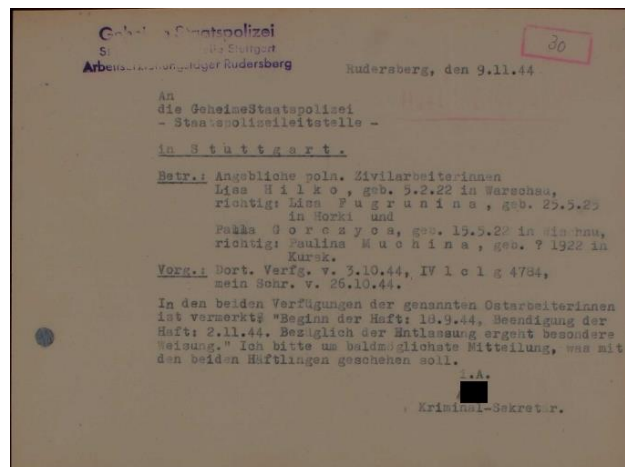 Geheime Staatspolizei
Stuttgart
Arbeitserziehungslager Rudersberg
30
Rudersberg, den 9.11.44
An
die GeheimeStaatspolizei
- Staatspolizeileitstelle -
in Stuttgart.
Betr.: Angebliche poln. Zivilarbeiterinnen
Lisa Hilko, geb. 5.2.22 in Warschau,
richtig: Lisa Fugrunina, geb. 25.5.25
in Horki und
Gorczyca, geb. 15.5.22 in
richtig: Paulina Muchina, geb. ? 1922 in
Kursk.
Vorg.: Dort. Verfg. v. 3.10.44, IV 1 c 1 g 4784,
mein Schr. v. 26.10.44.
In den beiden Verfügungen der genannten Ostarbeiterinnen
ist vermerkt: "Beginn der Haft: 18.9.44, Beendigung der
Haft: 2.11.44. Bezüglich der Entlassung ergeht besondere
Weisung." Ich bitte um baldmöglichste Mitteilung, was mit
den beiden Häftlingen geschehen soll.
I.A.
Kriminal-Sekretär.